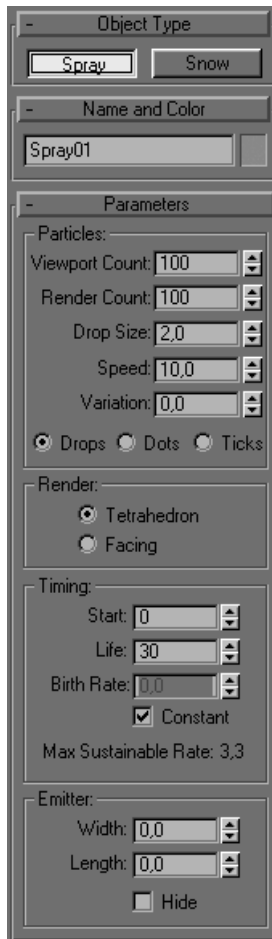 - Object Type
Spray Snow
- Name and Color
Spray01
- Parameters
Particles:
Viewport Count: 100
Render Count: 100
Drop Size: 2,0
Speed: 10,0
Variation: 0,0
Drops Dots Ticks
Render:
Tetrahedron
Facing
Timing:
Start: 0
Life: 30
Birth Rate: 0,0
Constant
Max Sustainable Rate: 3,3
Emitter:
Width: 0,0
Length: 0,0
Hide